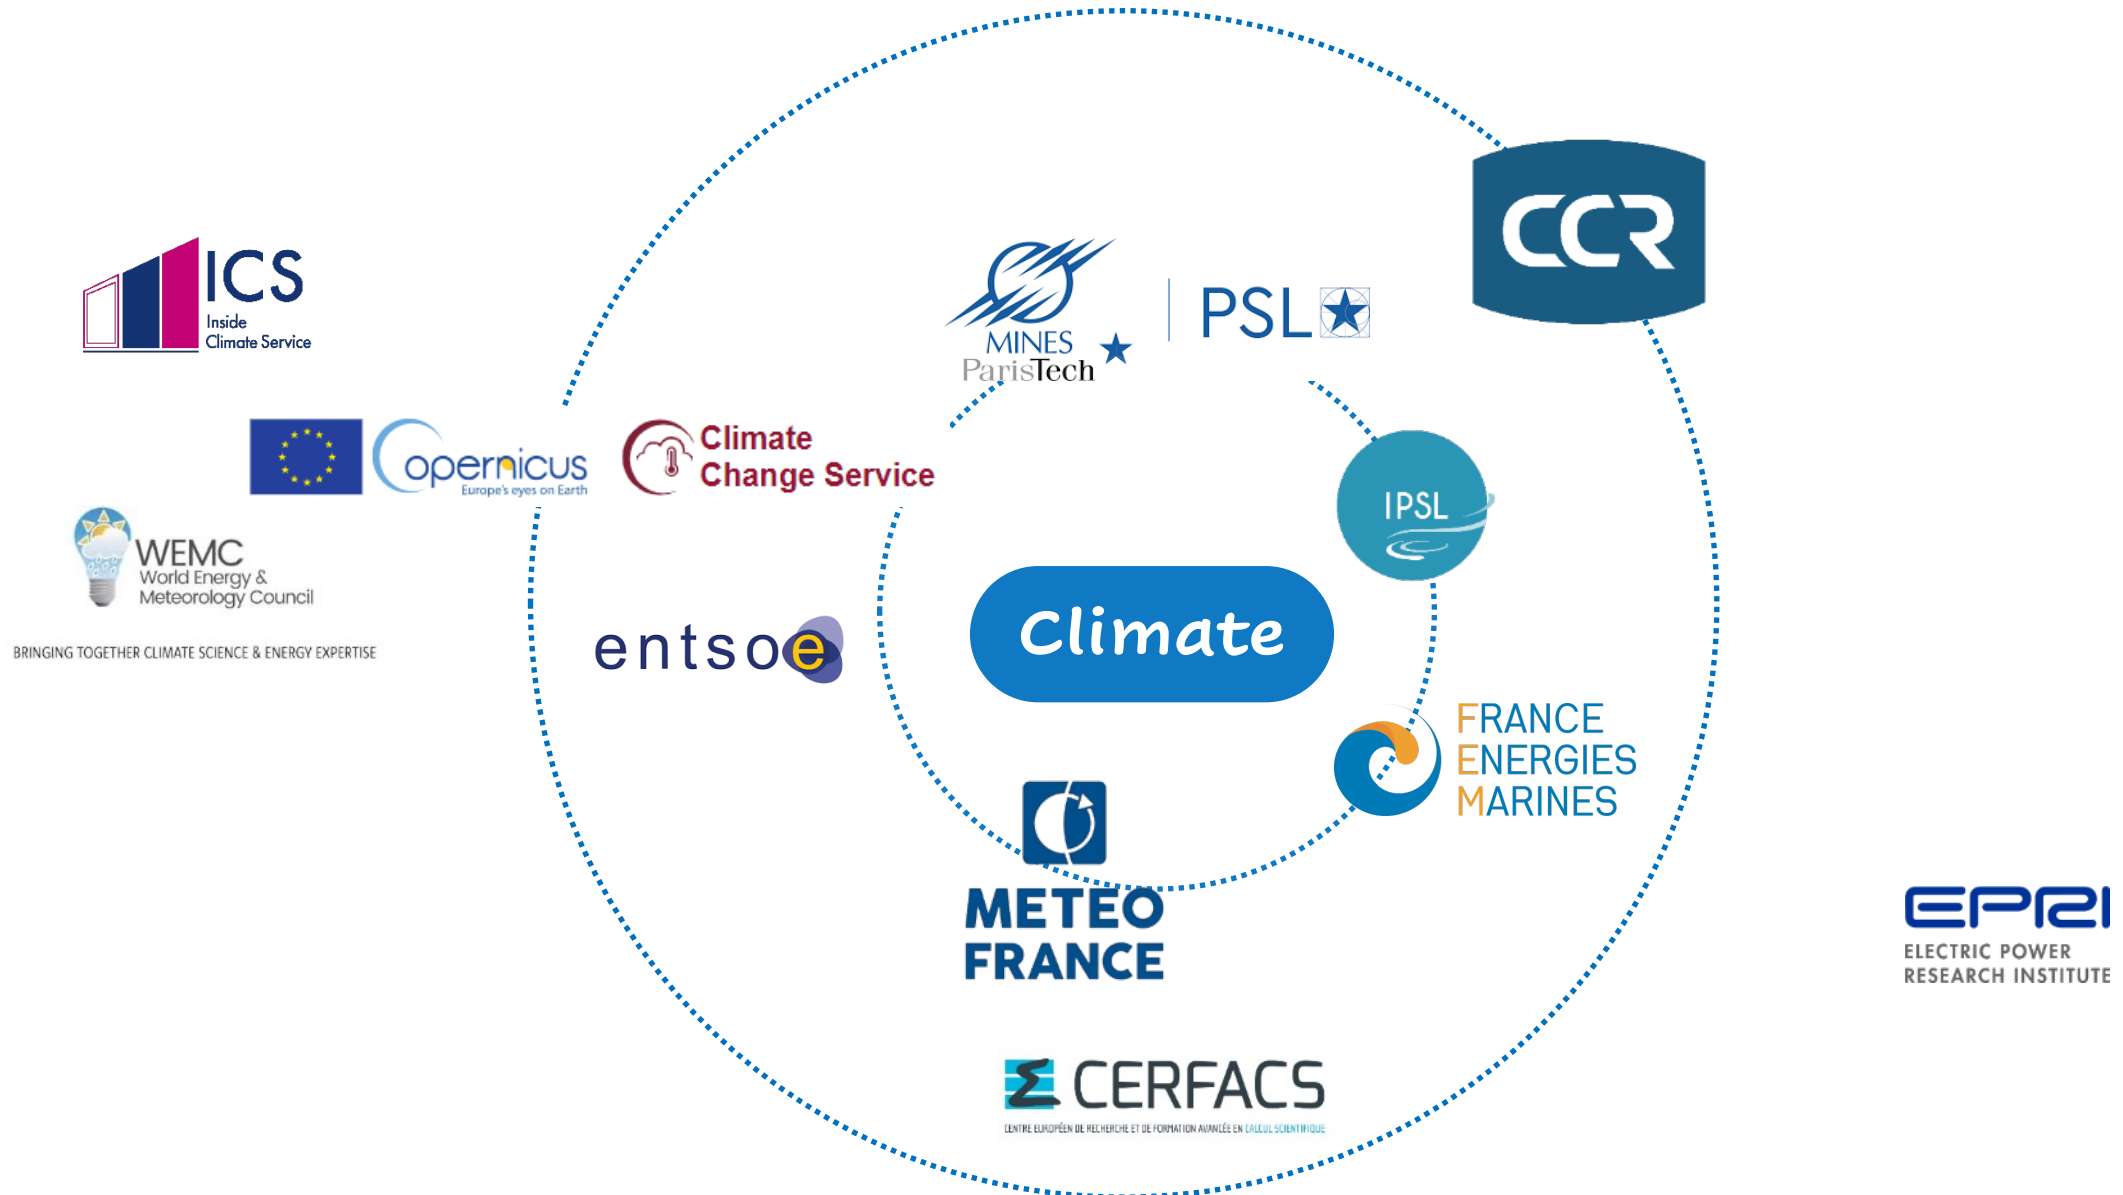 CCR
MINES
ParisTech
PSL
ICS
Inside
Climate Service
opernicus
Europe's eyes on Earth
Climate
Change Service
IPSL
WEMC
World Energy &
Meteorology Council
BRINGING TOGETHER CLIMATE SCIENCE & ENERGY EXPERTISE
entsoe
Climate
FRANCE
ENERGIES
MARINES
METEO
FRANCE
EPRI
ELECTRIC POWER
RESEARCH INSTITUTE
CERFACS
CENTRE EUROPÉEN DE RECHERCHE ET DE FORMATION AVANCÉE EN CALCUL SCIENTIFIQUE